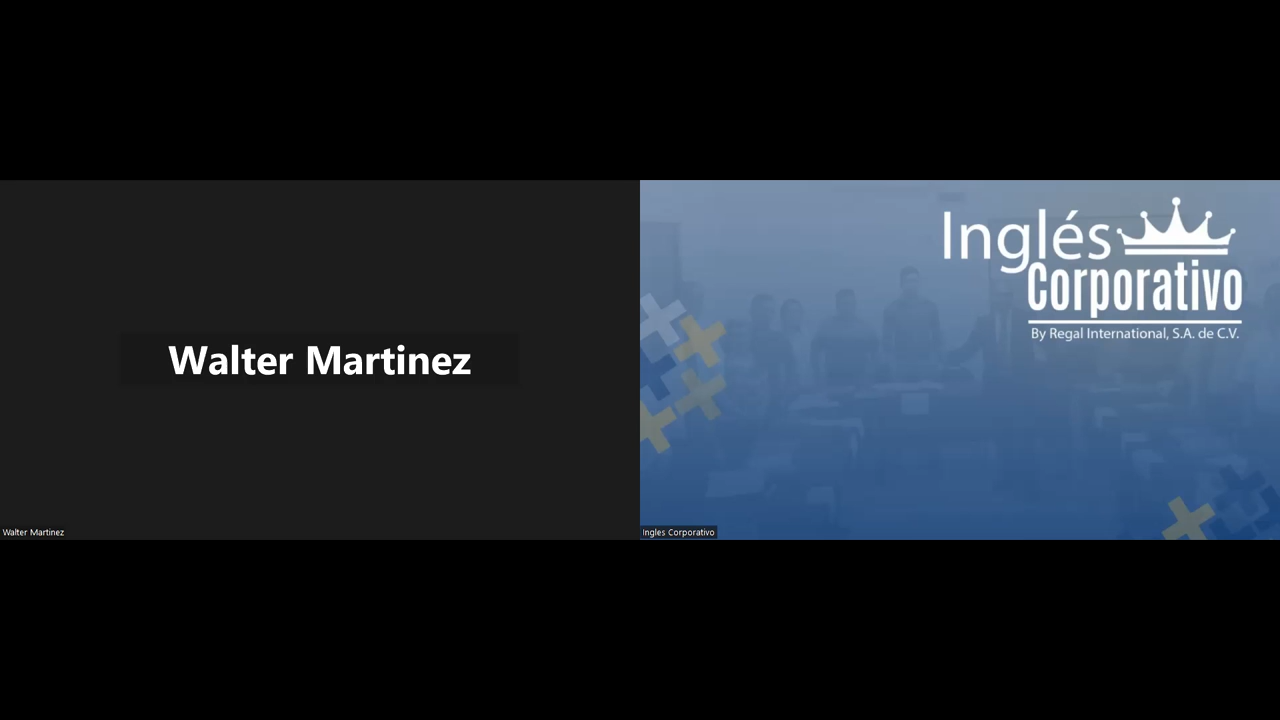 Walter Martinez
Walter Martinez
Inglés
Corporativo
By Regal International, S.A. de C.V.
Ingles Corporativo